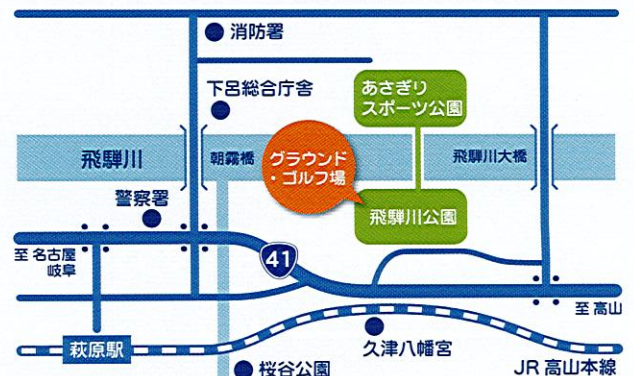 消防署
下呂総合庁舎
あさぎり
スポーツ公園
飛騨川
朝霧橋
グラウンド
・ゴルフ場
飛騨川大橋
警察署
飛騨川公園
至 名古屋
岐阜
41
至 高山
萩原駅
久津八幡宮
桜谷公園
JR 高山本線